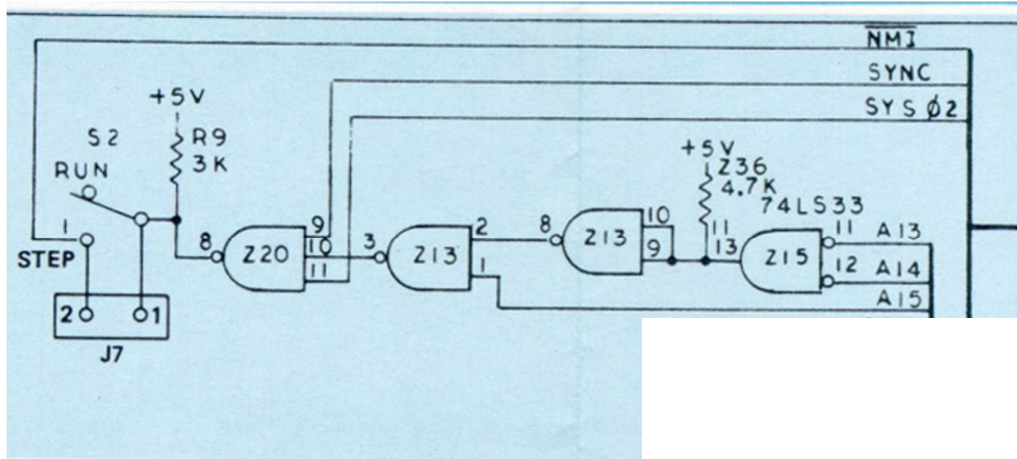 NMI
SYNC
SYS Ø2
+5V
S2
R9
3K
RUN
1
STEP
2
1
J7
8
Z20
9
10
11
3
Z13
2
1
8
Z13
10
9
+5V
Z36
4.7K
74LS33
11
13
Z15
11
12
A13
A14
A15